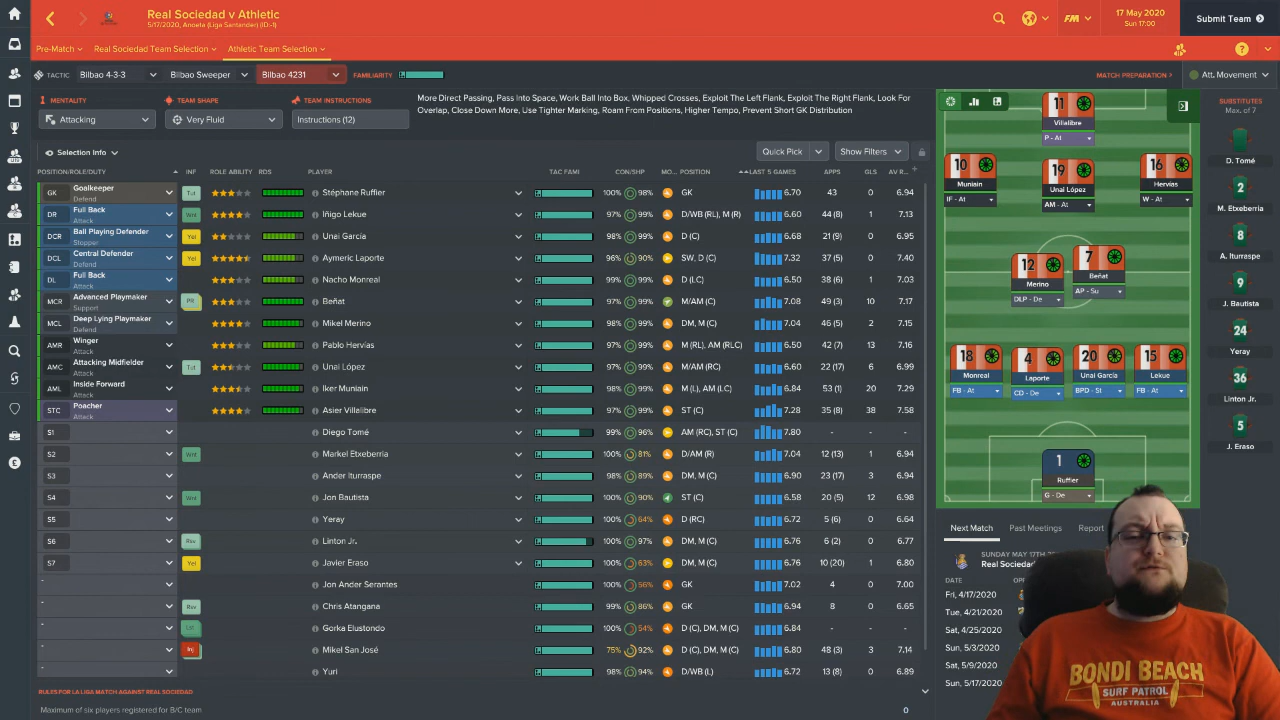 Real Sociedad v Athletic
5/17/2020, Anoeta (Liga Santander) (ID-1)
FM
17 May 2020
Sun 17:00
Submit Team
Pre-Match
Real Sociedad Team Selection
Athletic Team Selection
TACTIC
Bilbao 4-3-3
Bilbao Sweeper
Bilbao 4231
FAMILIARITY
MATCH PREPARATION >
Att. Movement
MENTALITY
TEAM SHAPE
TEAM INSTRUCTIONS
Attacking
Very Fluid
Instructions (12)
More Direct Passing, Pass Into Space, Work Ball Into Box, Whipped Crosses, Exploit The Left Flank, Exploit The Right Flank, Look For
Overlap, Close Down More, Use Tighter Marking, Roam From Positions, Higher Tempo, Prevent Short GK Distribution
Selection Info
Quick Pick
Show Filters
POSITION/ROLE/DUTY INF ROLE ABILITY RDS PLAYER TAC FAMI CON/SHP MO... POSITION LAST 5 GAMES APPS GLS AV R...
GK Goalkeeper Defend Tut Stéphane Ruffier 100% 98% GK 6.70 43 0 6.94
DR Full Back Attack Wnt Iñigo Lekue 97% 99% D/WB (RL), M (R) 6.60 44 (8) 1 7.13
DCR Ball Playing Defender Stopper Yel Unai García 98% 99% D (C) 6.68 21 (9) 0 6.95
DCL Central Defender Defend Yel Aymeric Laporte 96% 90% SW, D (C) 7.32 37 (5) 0 7.40
DL Full Back Attack Nacho Monreal 97% 99% D (LC) 6.50 38 (6) 0 7.03
MCR Advanced Playmaker Support PR Beñat 97% 99% M/AM (C) 7.08 49 (3) 10 7.17
MCL Deep Lying Playmaker Defend Mikel Merino 98% 99% DM, M (C) 7.04 46 (5) 2 7.15
AMR Winger Attack Pablo Hervías 97% 99% M (RL), AM (RLC) 6.50 42 (7) 13 7.16
AMC Attacking Midfielder Attack Tut Unai López 98% 99% M/AM (RC) 6.60 22 (17) 6 6.99
AML Inside Forward Attack Iker Muniain 98% 99% M (L), AM (LC) 6.84 53 (1) 20 7.29
STC Poacher Attack Asier Villalibre 97% 99% ST (C) 7.28 35 (8) 38 7.58
S1 Diego Tomé 99% 96% AM (RC), ST (C) 7.80 - - -
S2 Wnt Markel Etxeberria 100% 81% D/AM (R) 7.04 12 (13) 1 6.94
S3 Ander Iturraspe 98% 89% DM, M (C) 6.90 23 (17) 3 6.94
S4 Wnt Jon Bautista 100% 90% ST (C) 6.58 20 (5) 12 6.98
S5 Yeray 100% 64% D (RC) 6.72 5 (6) 0 6.64
S6 Rsv Linton Jr. 100% 97% DM, M (C) 6.76 6 (2) 0 6.77
S7 Yel Javier Eraso 100% 63% DM, M (C) 6.76 10 (20) 1 6.80
- Jon Ander Serantes 100% 56% GK 7.02 4 0 7.00
- Rsv Chris Atangana 99% 86% GK 6.94 8 0 6.65
- Lst Gorka Elustondo 100% 54% D (C), DM, M (C) 6.84 - - -
- Inj Mikel San José 75% 92% D (C), DM, M (C) 6.80 48 (3) 3 7.14
- Yuri 98% 94% D/WB (L) 6.72 13 (8) 0 6.89
RULES FOR LA LIGA MATCH AGAINST REAL SOCIEDAD
Maximum of six players registered for B/C team 0
11
Villalibre
P - At
10
Muniain
IF - At
19
Unai López
AM - At
16
Hervías
W - At
12
Merino
DLP - De
7
Beñat
AP - Su
18
Monreal
FB - At
4
Laporte
CD - De
20
Unai García
BPD - St
15
Lekue
FB - At
1
Ruffier
G - De
SUBSTITUTES
Max. of 7
D. Tomé
2
M. Etxeberria
8
A. Iturraspe
9
J. Bautista
24
Yeray
36
Linton Jr.
5
J. Eraso
Next Match
Past Meetings
Report
SUNDAY MAY 17TH
Real Sociedad
DATE
Fri, 4/17/2020
Tue, 4/21/2020
Sat, 4/25/2020
Sun, 5/3/2020
Sat, 5/9/2020
Sun, 5/17/2020
BONDI BEACH
SURF PATROL
AUSTRALIA